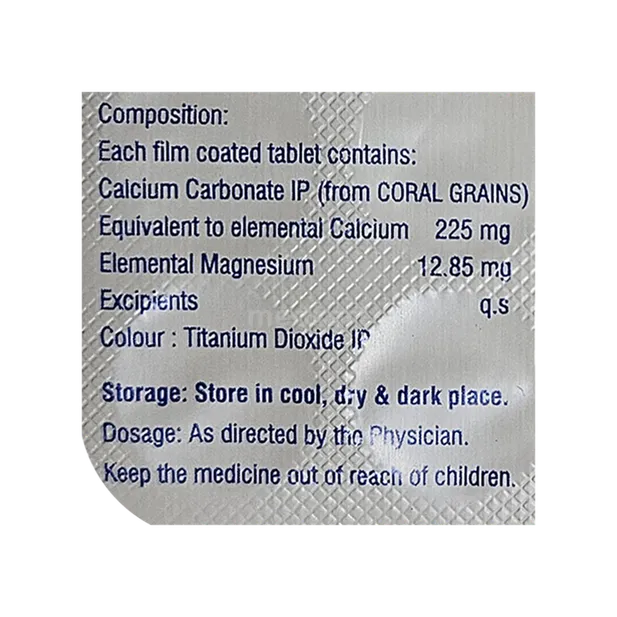 Composition:
Each film coated tablet contains:
Calcium Carbonate IP (from CORAL GRAINS)
Equivalent to elemental Calcium 225 mg
Elemental Magnesium 12.85 mg
Excipients q.s
Colour : Titanium Dioxide IP
Storage: Store in cool, dry & dark place.
Dosage: As directed by the Physician.
Keep the medicine out of reach of children.